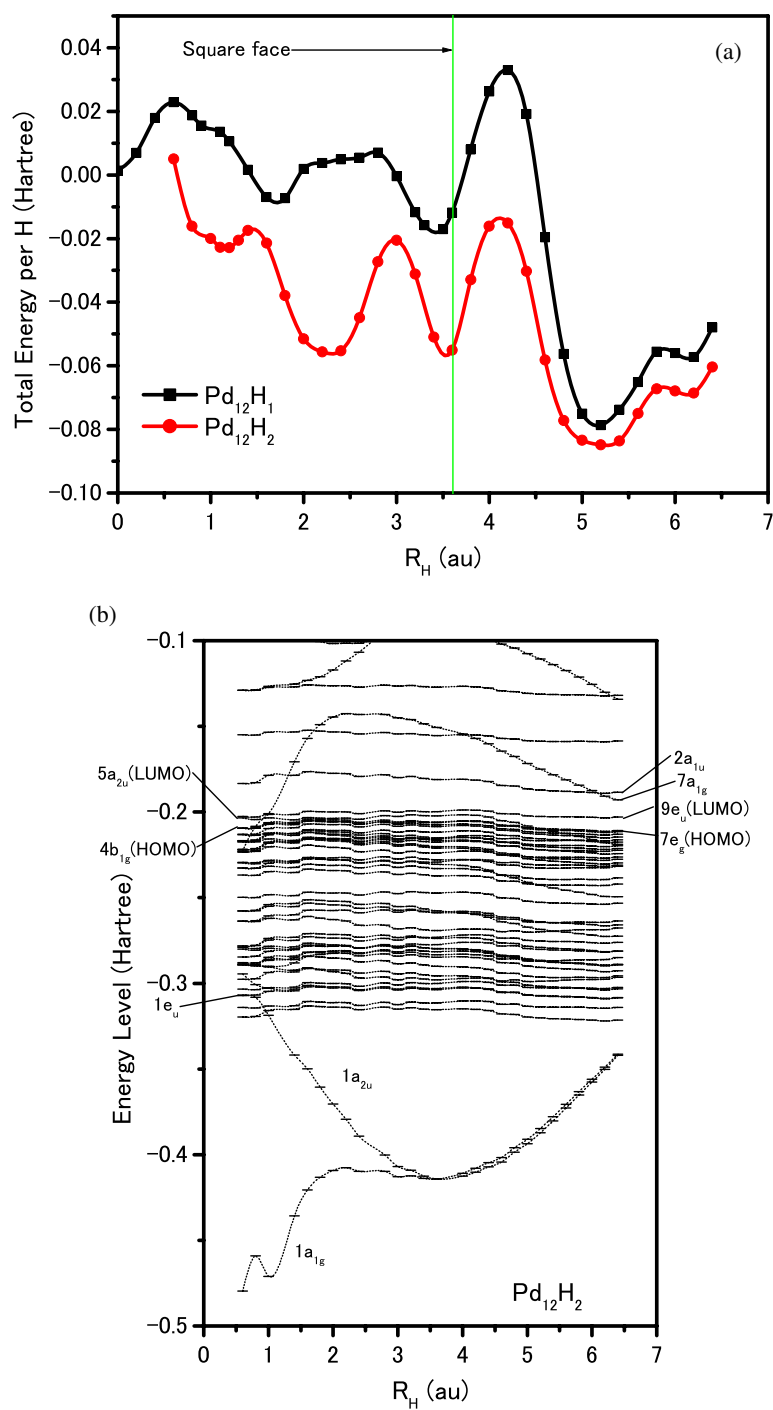 (a)
Square face
Total Energy per H (Hartree)
0.04
0.02
0.00
−0.02
−0.04
−0.06
−0.08
−0.10
Pd₁₂H₁
Pd₁₂H₂
0 1 2 3 4 5 6 7
R_H (au)
(b)
Energy Level (Hartree)
−0.1
−0.2
−0.3
−0.4
−0.5
5a₂ᵤ(LUMO)
4b₁g(HOMO)
1eᵤ
2a₁ᵤ
7a₁g
9eᵤ(LUMO)
7e_g(HOMO)
1a₂ᵤ
1a₁g
Pd₁₂H₂
0 1 2 3 4 5 6 7
R_H (au)